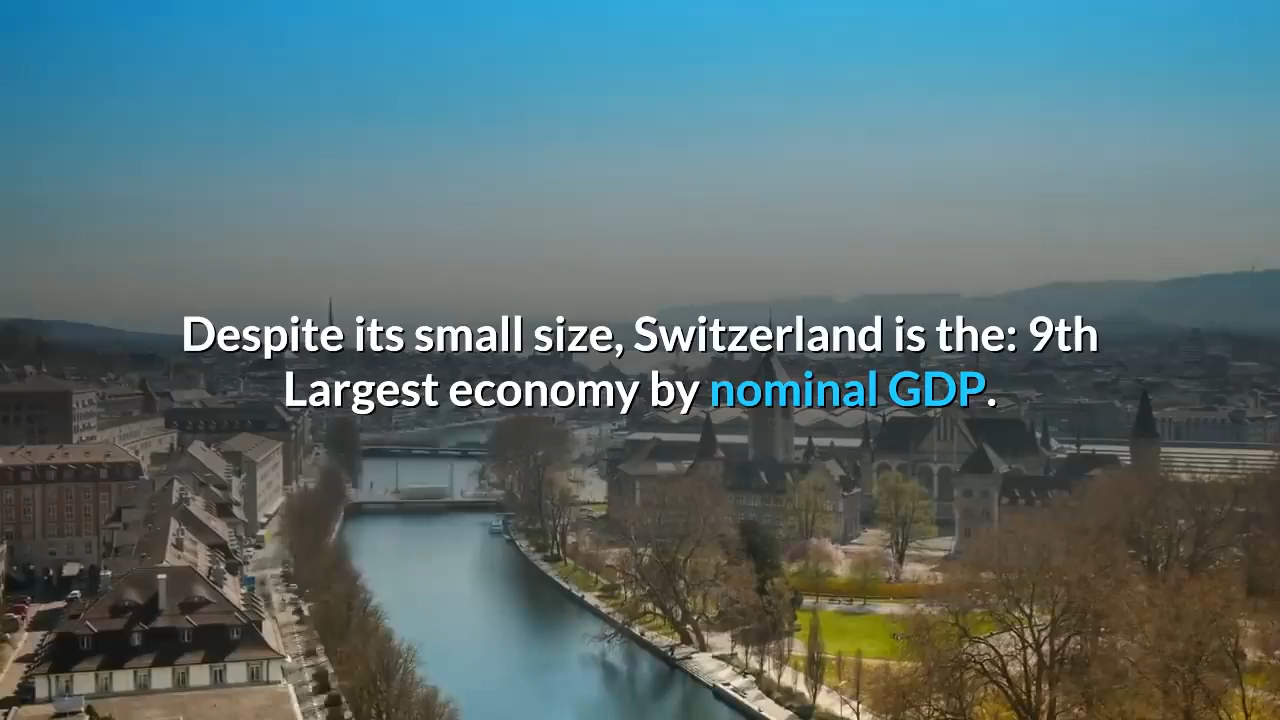 Despite its small size, Switzerland is the: 9th
Largest economy by nominal GDP.